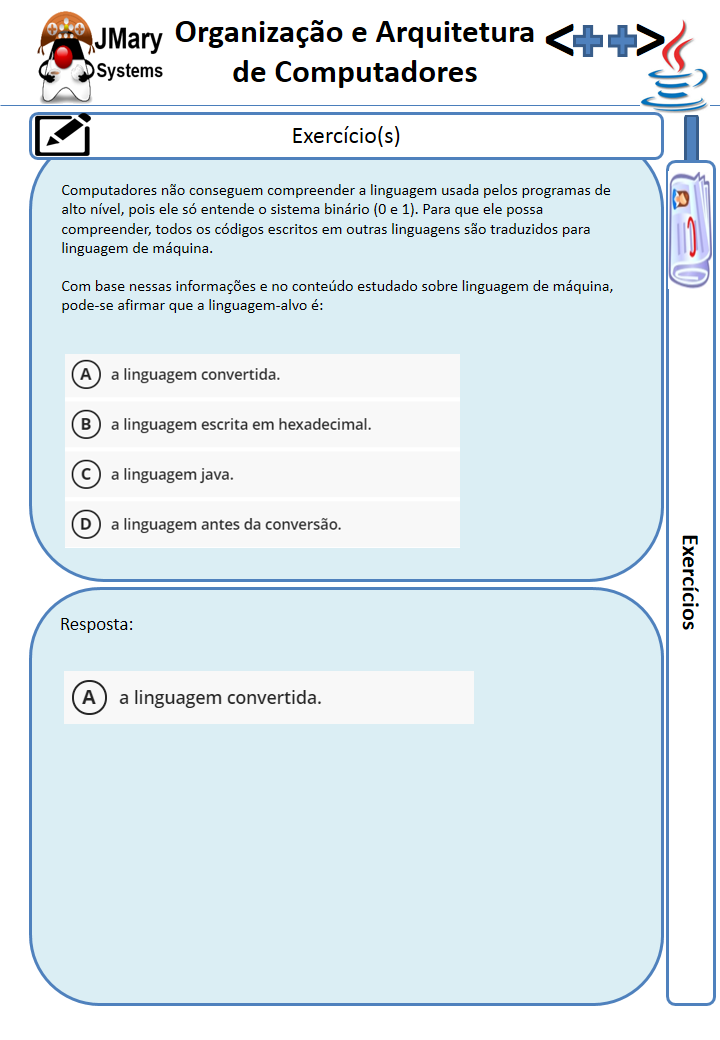 JMary
Systems
Organização e Arquitetura
de Computadores
<++>
Exercício(s)
Computadores não conseguem compreender a linguagem usada pelos programas de
alto nível, pois ele só entende o sistema binário (0 e 1). Para que ele possa
compreender, todos os códigos escritos em outras linguagens são traduzidos para
linguagem de máquina.
Com base nessas informações e no conteúdo estudado sobre linguagem de máquina,
pode-se afirmar que a linguagem-alvo é:
A a linguagem convertida.
B a linguagem escrita em hexadecimal.
C a linguagem java.
D a linguagem antes da conversão.
Exercícios
Resposta:
A a linguagem convertida.